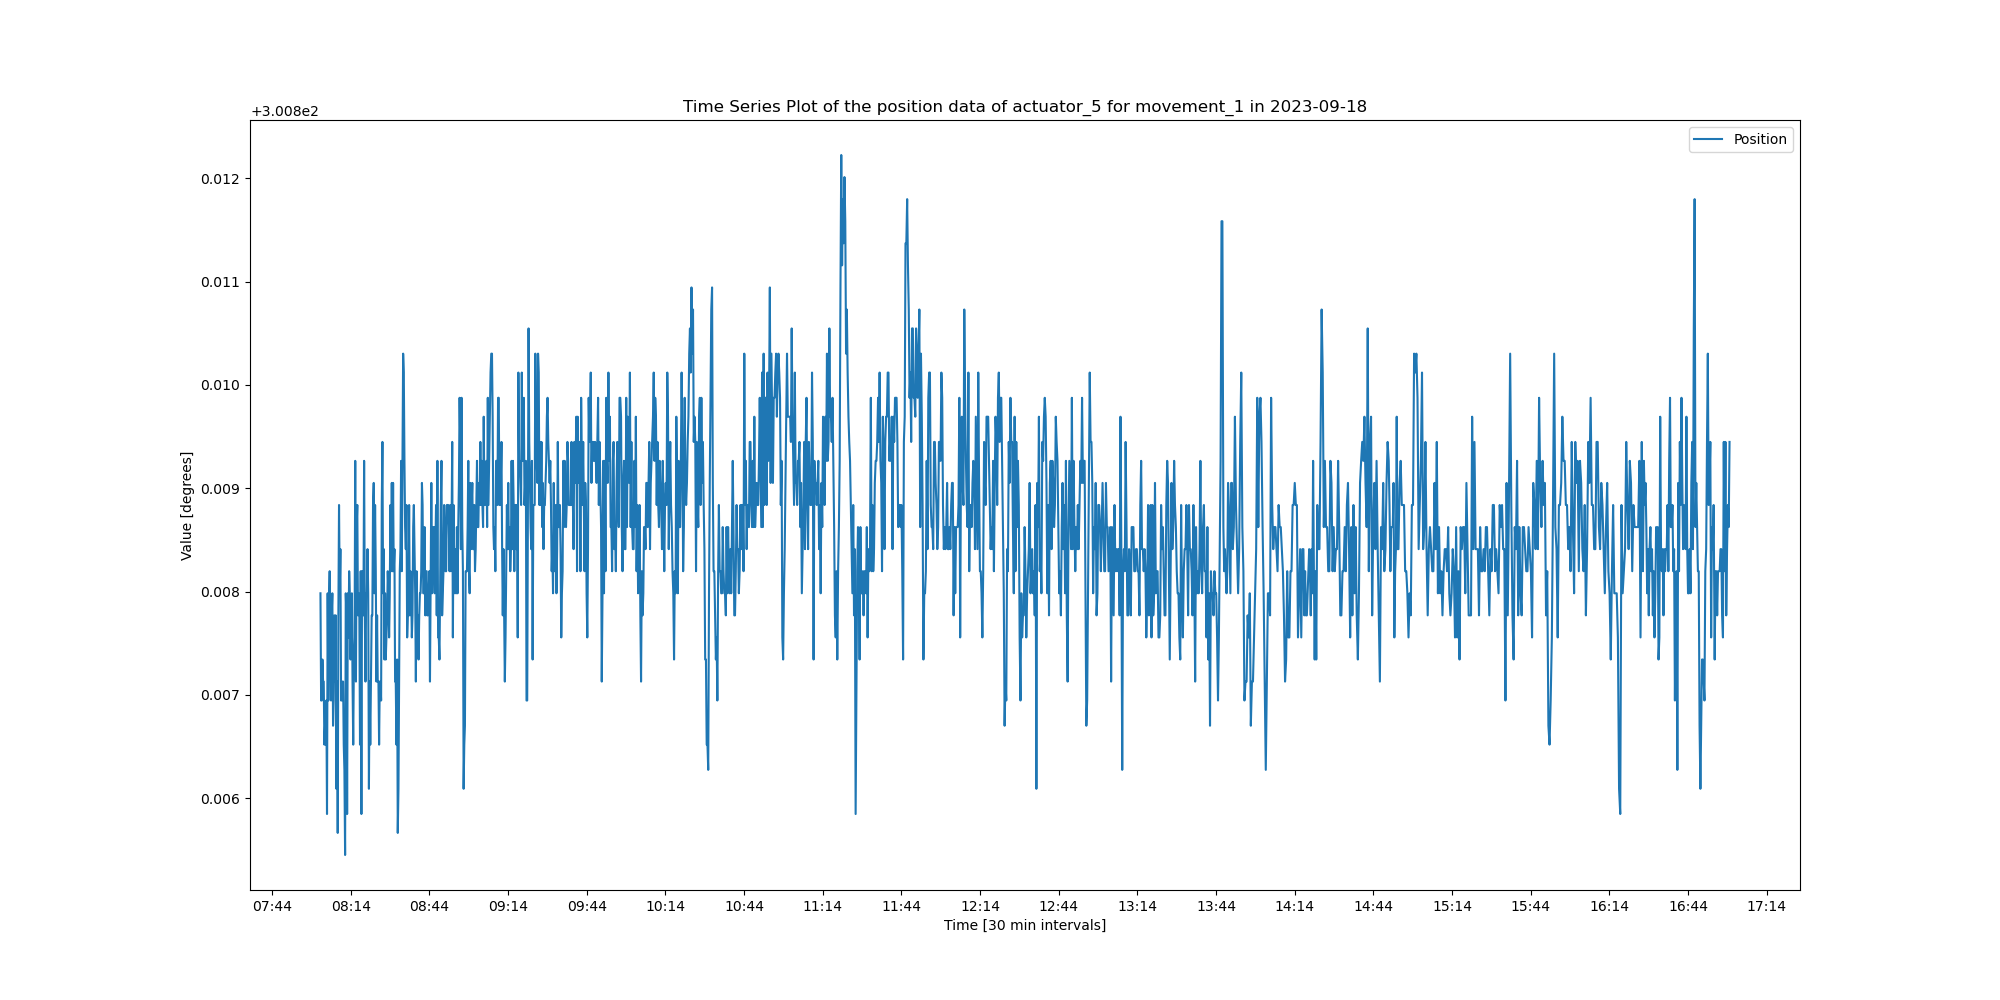 Time Series Plot of the position data of actuator_5 for movement_1 in 2023-09-18
+3.008e2
Position
0.012
0.011
0.010
0.009
0.008
0.007
0.006
Value [degrees]
07:44 08:14 08:44 09:14 09:44 10:14 10:44 11:14 11:44 12:14 12:44 13:14 13:44 14:14 14:44 15:14 15:44 16:14 16:44 17:14
Time [30 min intervals]